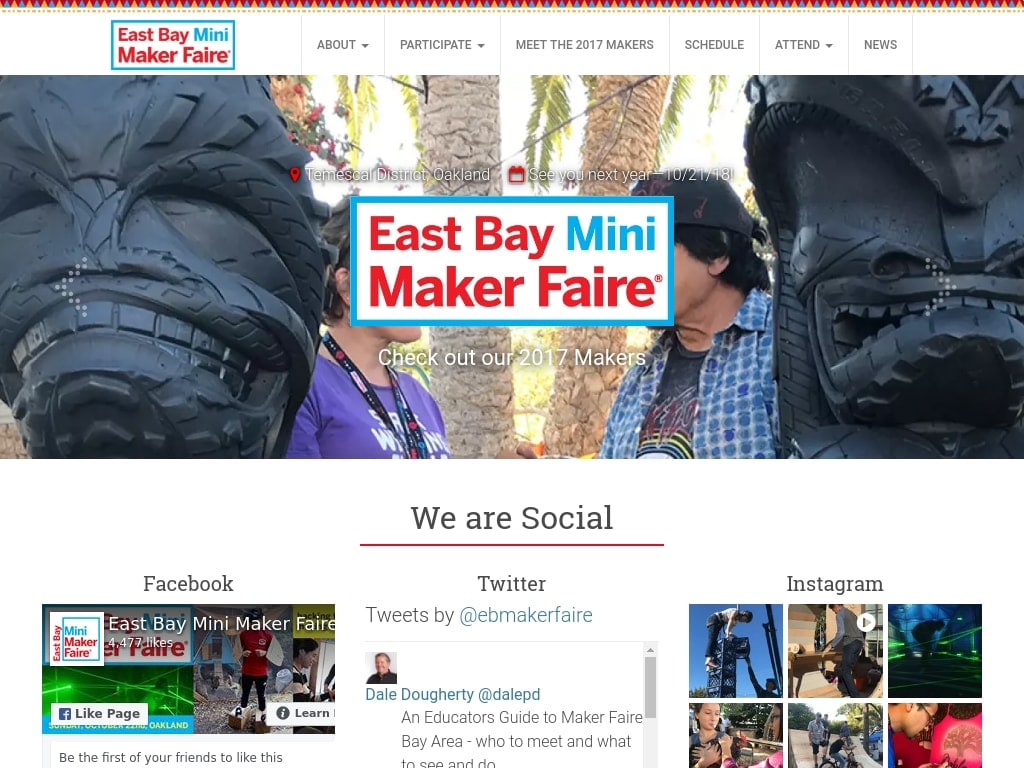 East Bay Mini
Maker Faire®
ABOUT
PARTICIPATE
MEET THE 2017 MAKERS
SCHEDULE
ATTEND
NEWS
Temescal District, Oakland
See you next year—10/21/18!
East Bay Mini
Maker Faire®
Check out our 2017 Makers
We are Social
Facebook
East Bay Mini Maker Faire
4,477 likes
East Bay
Mini
Maker
Faire®
Like Page
Learn
SUNDAY, OCTOBER 22ND, OAKLAND
Be the first of your friends to like this
Twitter
Tweets by @ebmakerfaire
Dale Dougherty @dalepd
An Educators Guide to Maker Faire
Bay Area - who to meet and what
to see and do
Instagram